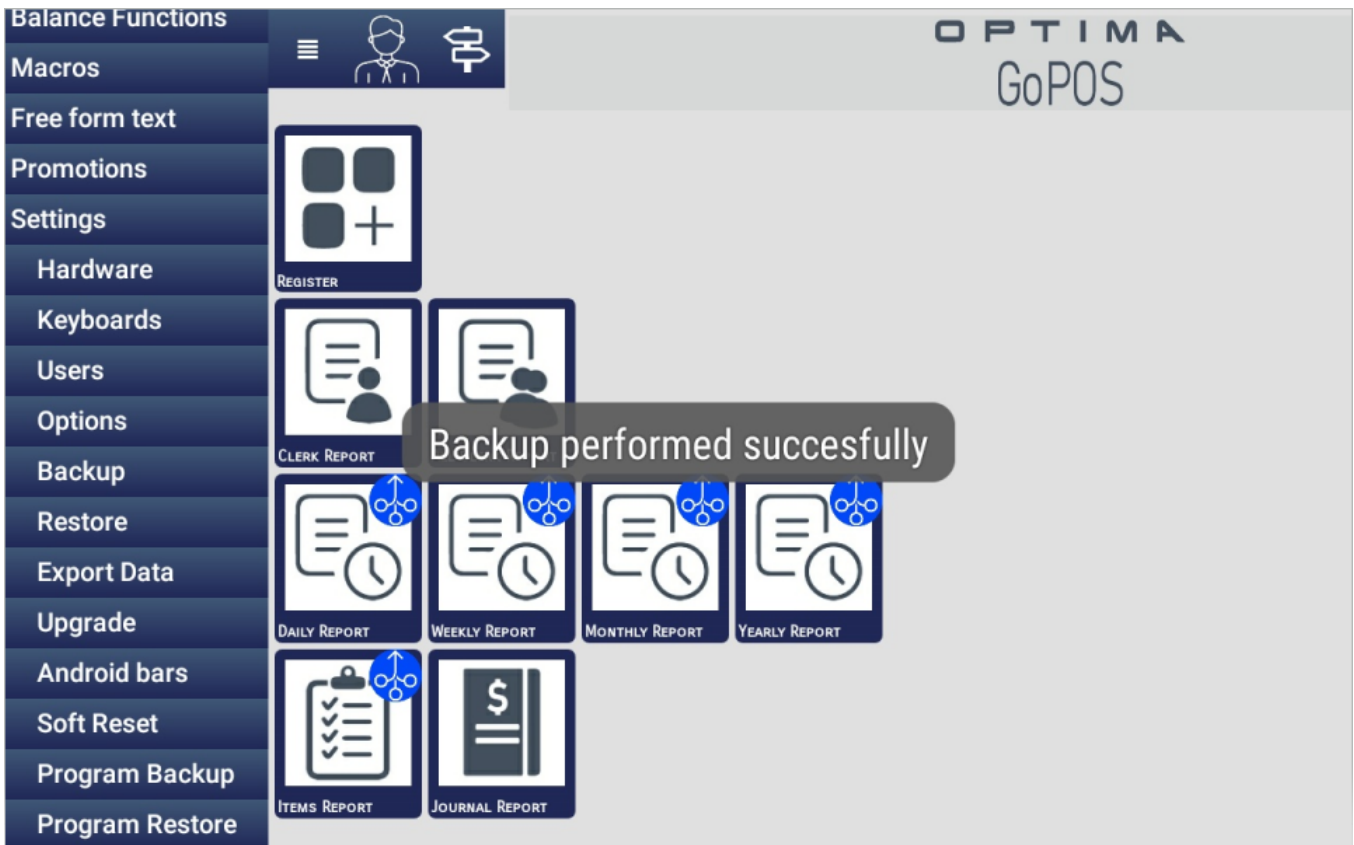 Balance Functions
Macros
Free form text
Promotions
Settings
Hardware
Keyboards
Users
Options
Backup
Restore
Export Data
Upgrade
Android bars
Soft Reset
Program Backup
Program Restore
OPTIMA
GoPOS
Register
Clerk Report
Backup performed succesfully
Daily Report
Weekly Report
Monthly Report
Yearly Report
Items Report
Journal Report
$